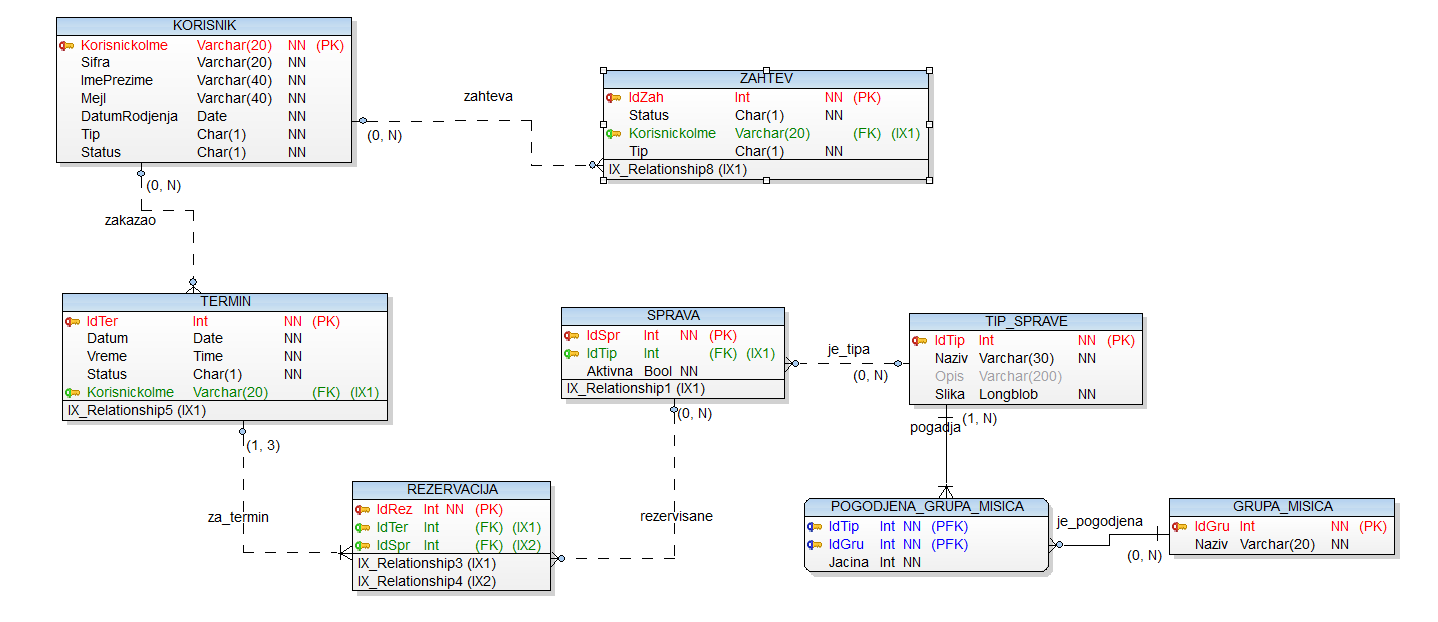 KORISNIK
KorisnickoIme Varchar(20) NN (PK)
Sifra Varchar(20) NN
ImePrezime Varchar(40) NN
Mejl Varchar(40) NN
DatumRodjenja Date NN
Tip Char(1) NN
Status Char(1) NN
(0, N)
zahteva
(0, N)
ZAHTEV
IdZah Int NN (PK)
Status Char(1) NN
KorisnickoIme Varchar(20) (FK) (IX1)
Tip Char(1) NN
IX_Relationship8 (IX1)
zakazao
TERMIN
IdTer Int NN (PK)
Datum Date NN
Vreme Time NN
Status Char(1) NN
KorisnickoIme Varchar(20) (FK) (IX1)
IX_Relationship5 (IX1)
(1, 3)
za_termin
SPRAVA
IdSpr Int NN (PK)
IdTip Int (FK) (IX1)
Aktivna Bool NN
IX_Relationship1 (IX1)
(0, N)
je_tipa
(0, N)
TIP_SPRAVE
IdTip Int NN (PK)
Naziv Varchar(30) NN
Opis Varchar(200)
Slika Longblob NN
(1, N)
pogadja
REZERVACIJA
IdRez Int NN (PK)
IdTer Int (FK) (IX1)
IdSpr Int (FK) (IX2)
IX_Relationship3 (IX1)
IX_Relationship4 (IX2)
rezervisane
POGODJENA_GRUPA_MISICA
IdTip Int NN (PFK)
IdGru Int NN (PFK)
Jacina Int NN
je_pogodjena
(0, N)
GRUPA_MISICA
IdGru Int NN (PK)
Naziv Varchar(20) NN